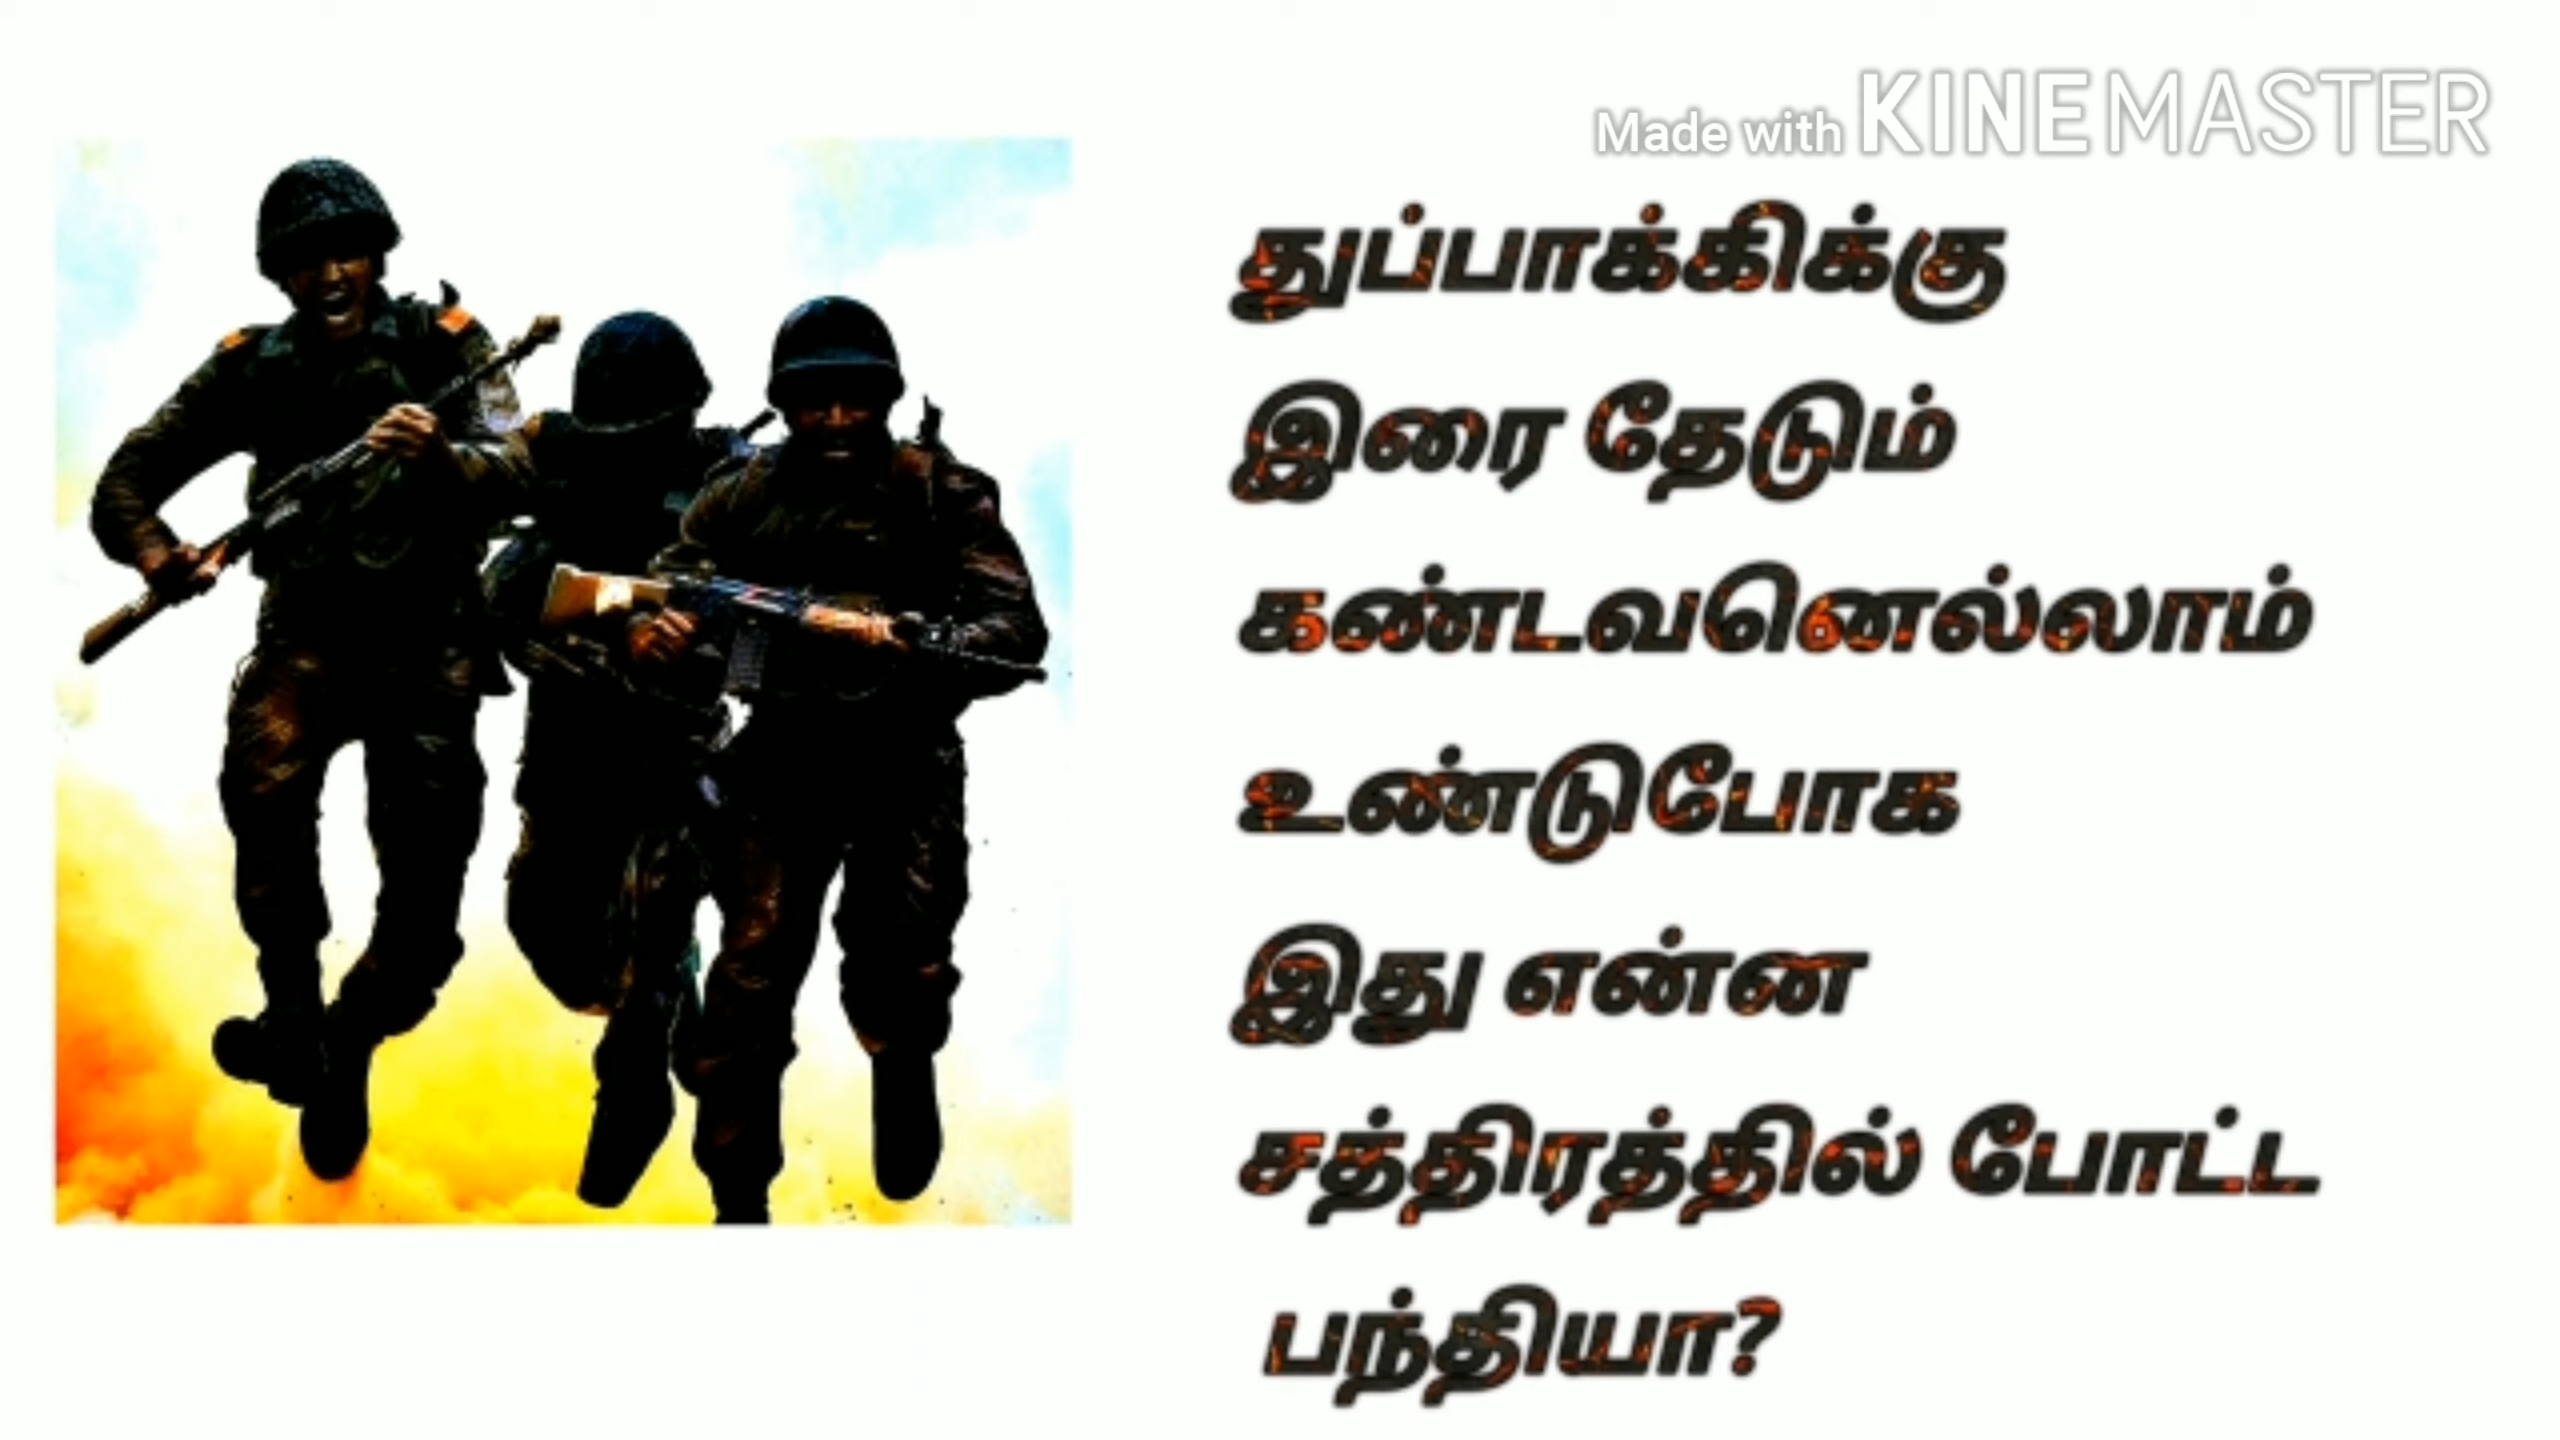 Made with KINEMASTER
துப்பாக்கிக்கு
இரை தேடும்
கண்டவனெல்லாம்
உண்டுபோக
இது என்ன
சத்திரத்தில் போட்ட
பந்தியா?